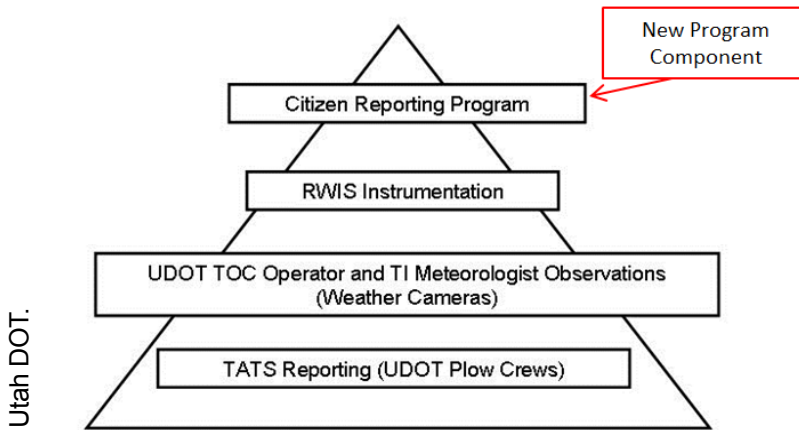 New Program
Component
Citizen Reporting Program
RWIS Instrumentation
UDOT TOC Operator and TI Meteorologist Observations
(Weather Cameras)
TATS Reporting (UDOT Plow Crews)
Utah DOT.